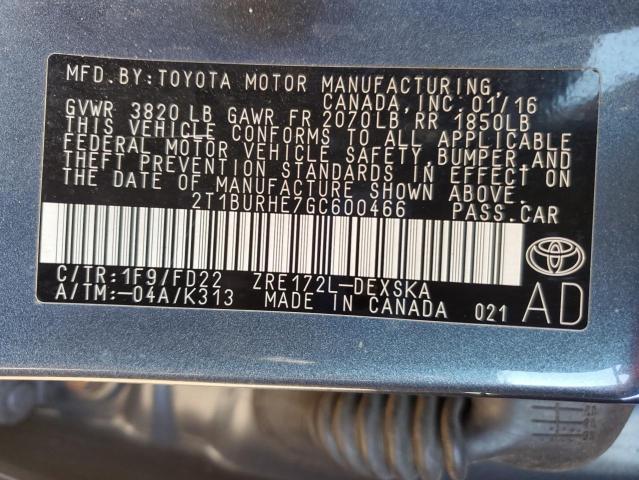 MFD. BY: TOYOTA MOTOR MANUFACTURING,
CANADA, INC. 01/16
GVWR 3820 LB GAWR FR 2070LB RR 1850LB
THIS VEHICLE CONFORMS TO ALL APPLICABLE
FEDERAL MOTOR VEHICLE SAFETY, BUMPER, AND
THEFT PREVENTION STANDARDS IN EFFECT ON
THE DATE OF MANUFACTURE SHOWN ABOVE.
2T1BURHE7GC600466 PASS.CAR
C/TR:1F9/FD22 ZRE172L-DEXSKA
A/TM:-04A/K313 MADE IN CANADA 021
TOYOTA
AD